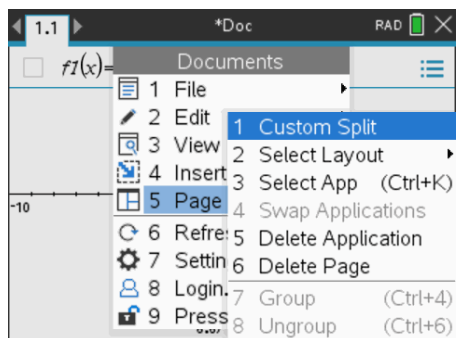 1.1 *Doc RAD
f1(x)=
Documents
1 File
2 Edit
3 View
4 Insert
5 Page
6 Refre
7 Settin
8 Login.
9 Press
1 Custom Split
2 Select Layout
3 Select App (Ctrl+K)
4 Swap Applications
5 Delete Application
6 Delete Page
7 Group (Ctrl+4)
8 Ungroup (Ctrl+6)
-10